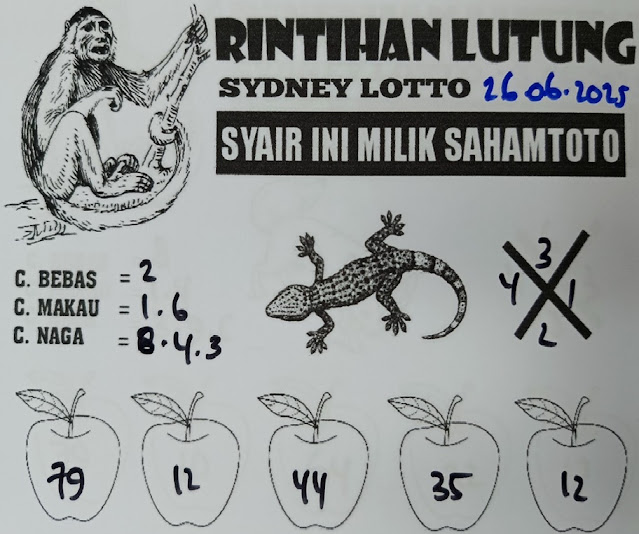 RINTIHAN LUTUNG
SYDNEY LOTTO 26 06.2025
SYAIR INI MILIK SAHAMTOTO
C. BEBAS = 2
C. MAKAU = 1.6
C. NAGA = 8.4.3
3
4 1
2
79 12 44 35 12